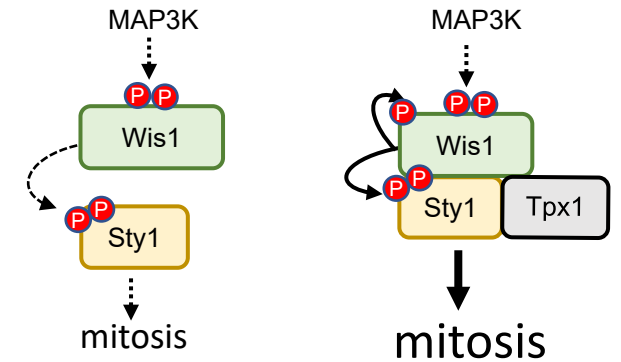 MAP3K
P P
Wis1
P P
Sty1
mitosis
MAP3K
P P P
Wis1
P P
Sty1 Tpx1
mitosis